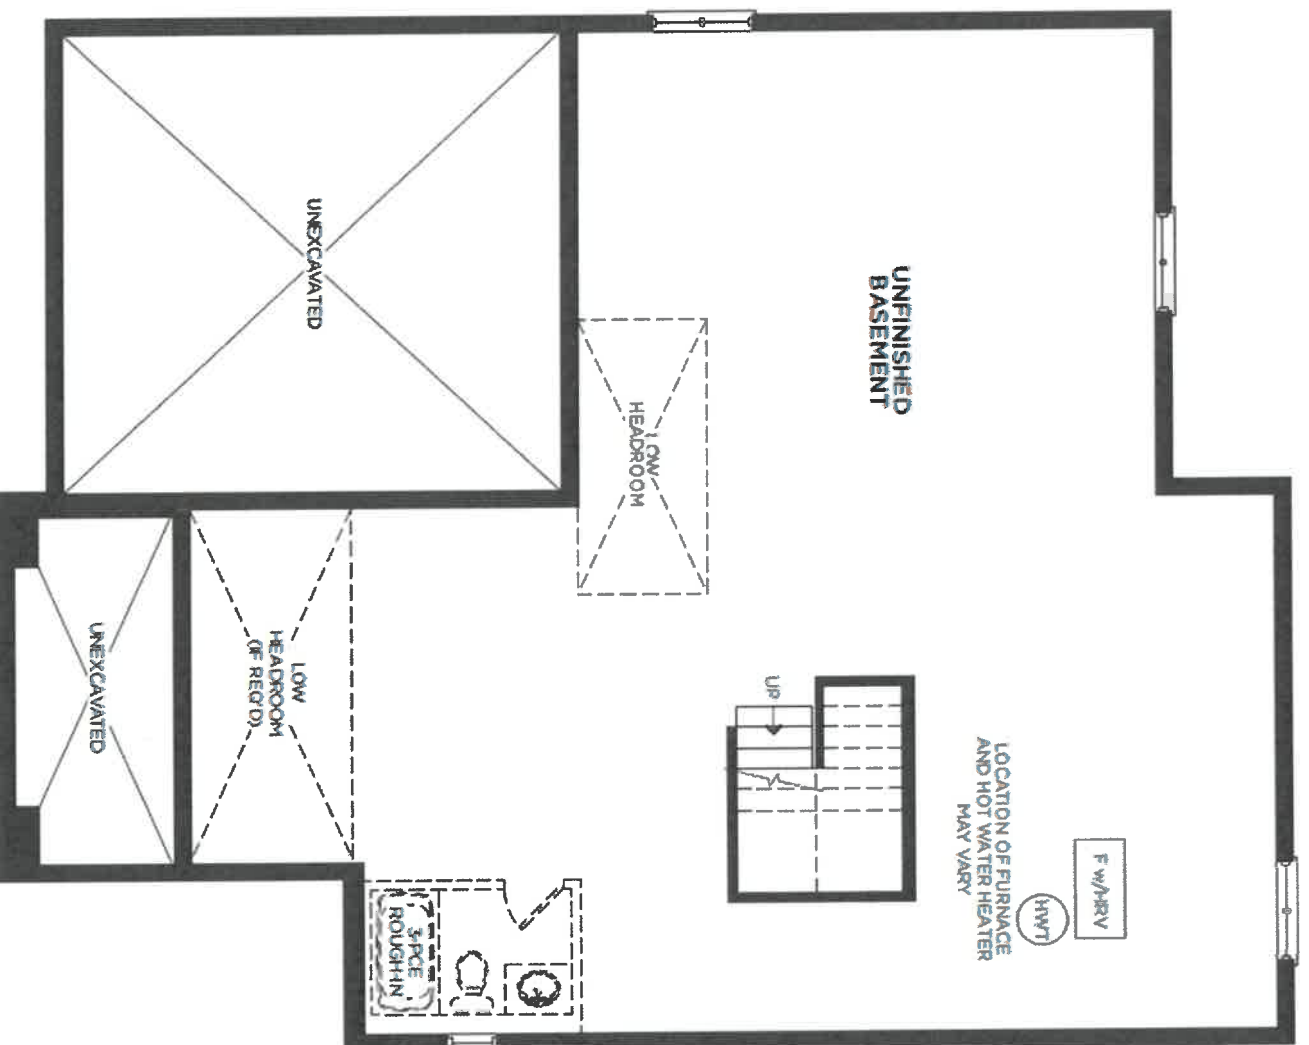 UNFINISHED
BASEMENT
UNEXCAVATED
LOW
HEADROOM
UP
LOCATION OF FURNACE
AND HOT WATER HEATER
MAY VARY
F w/HRV
HWT
LOW
HEADROOM
(IF REQ'D)
UNEXCAVATED
3-PCE
ROUGH-IN